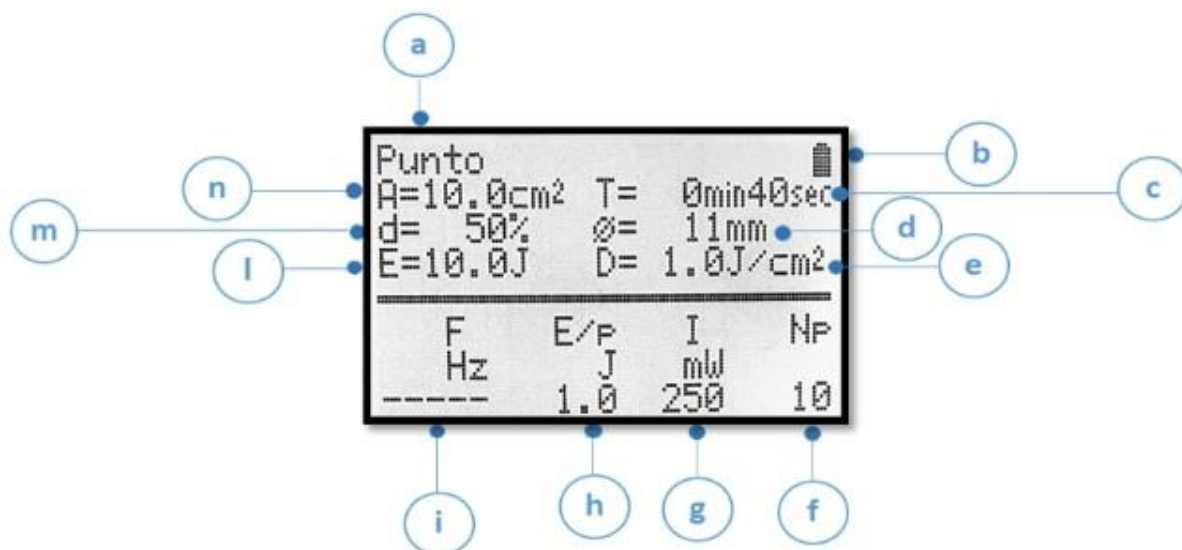 a
Punto
b
n
A=10.0cm² T= 0min40sec
c
m
d= 50% ø= 11mm
d
l
E=10.0J D= 1.0J/cm²
e
F E/p I Np
Hz J mW
----- 1.0 250 10
i
h
g
f